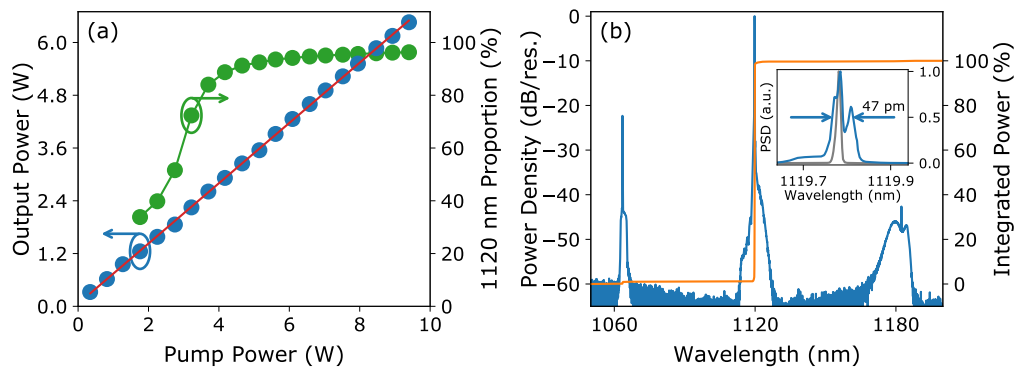 (a)
Output Power (W)
6.0
4.8
3.6
2.4
1.2
0.0
0 2 4 6 8 10
Pump Power (W)
100
80
60
40
20
0
1120 nm Proportion (%)
(b)
Power Density (dB/res.)
0
−10
−20
−30
−40
−50
−60
1060 1120 1180
Wavelength (nm)
100
80
60
40
20
0
Integrated Power (%)
PSD (a.u.)
1.0
0.5
0.0
47 pm
1119.7 1119.9
Wavelength (nm)